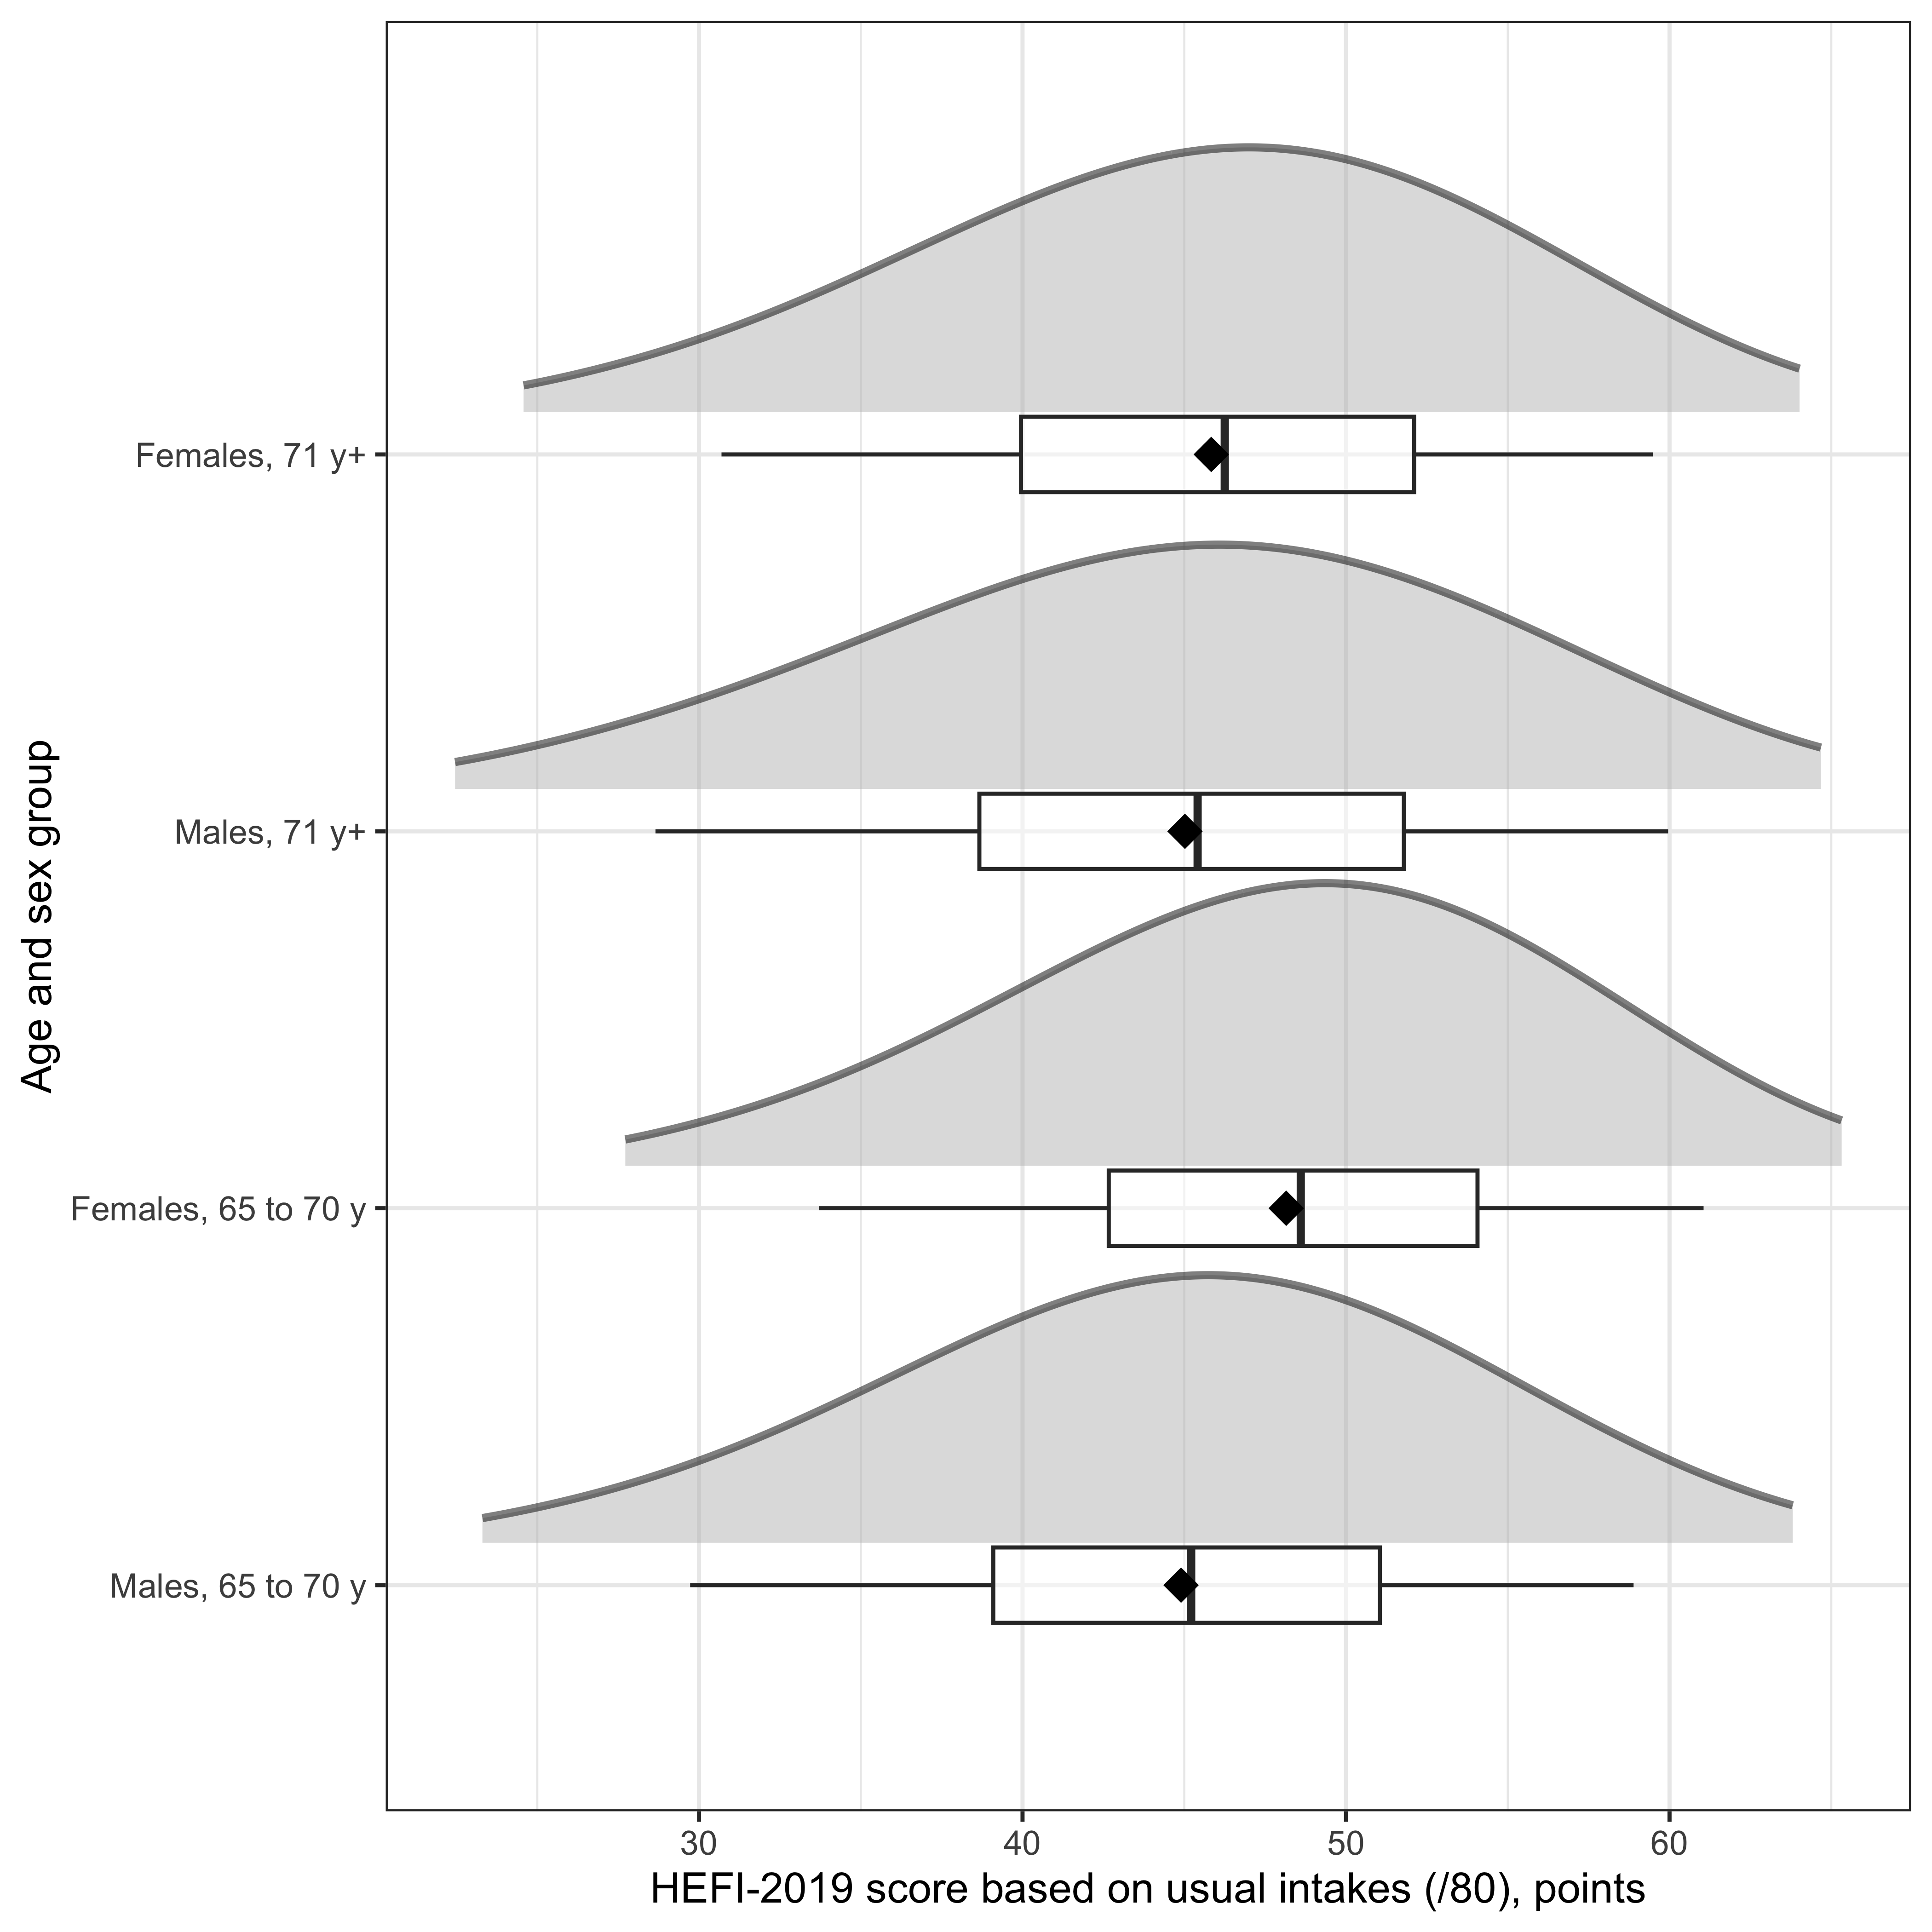 Age and sex group
Females, 71 y+
Males, 71 y+
Females, 65 to 70 y
Males, 65 to 70 y
30 40 50 60
HEFI-2019 score based on usual intakes (/80), points